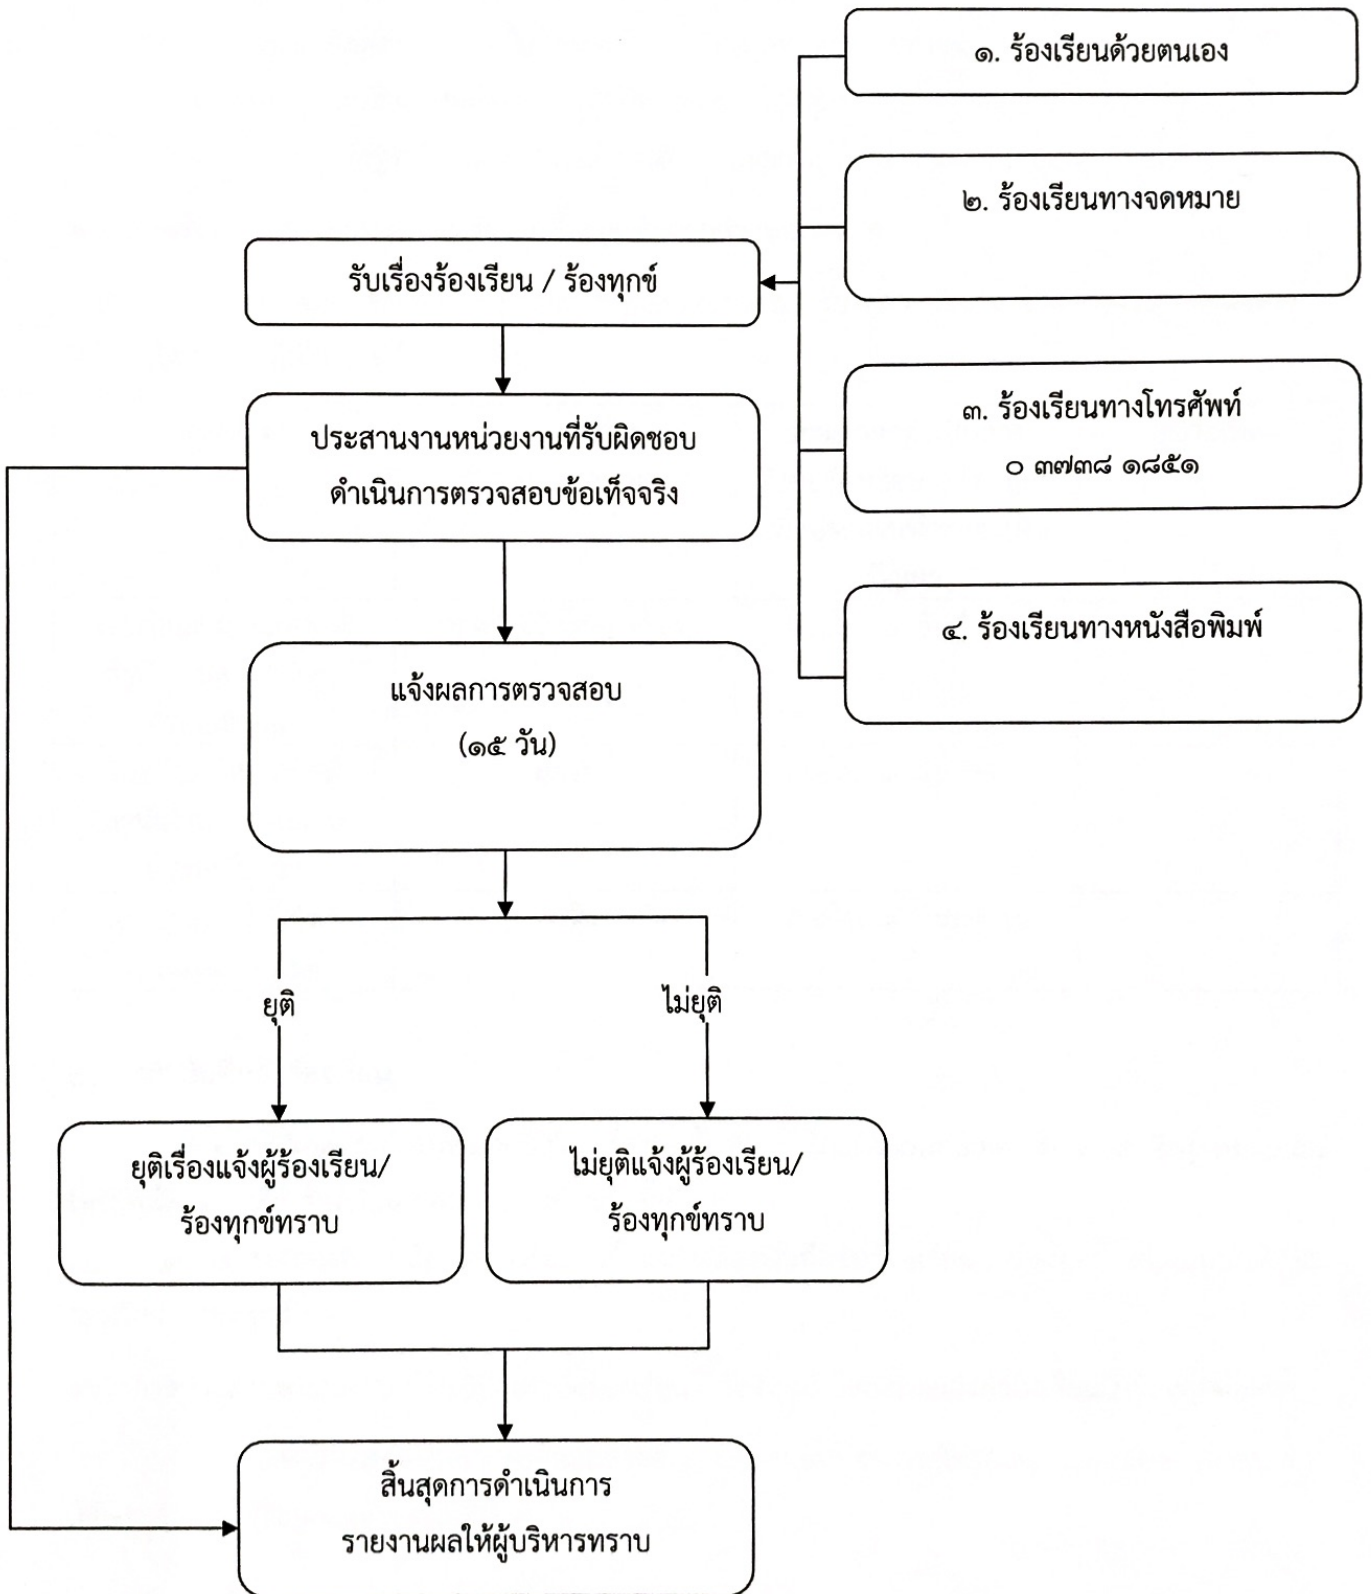 ๑. ร้องเรียนด้วยตนเอง
๒. ร้องเรียนทางจดหมาย
รับเรื่องร้องเรียน / ร้องทุกข์
๓. ร้องเรียนทางโทรศัพท์
๐ ๓๗๓๘ ๑๘๕๑
ประสานงานหน่วยงานที่รับผิดชอบ
ดำเนินการตรวจสอบข้อเท็จจริง
๔. ร้องเรียนทางหนังสือพิมพ์
แจ้งผลการตรวจสอบ
(๑๕ วัน)
ยุติ
ไม่ยุติ
ยุติเรื่องแจ้งผู้ร้องเรียน/
ร้องทุกข์ทราบ
ไม่ยุติแจ้งผู้ร้องเรียน/
ร้องทุกข์ทราบ
สิ้นสุดการดำเนินการ
รายงานผลให้ผู้บริหารทราบ